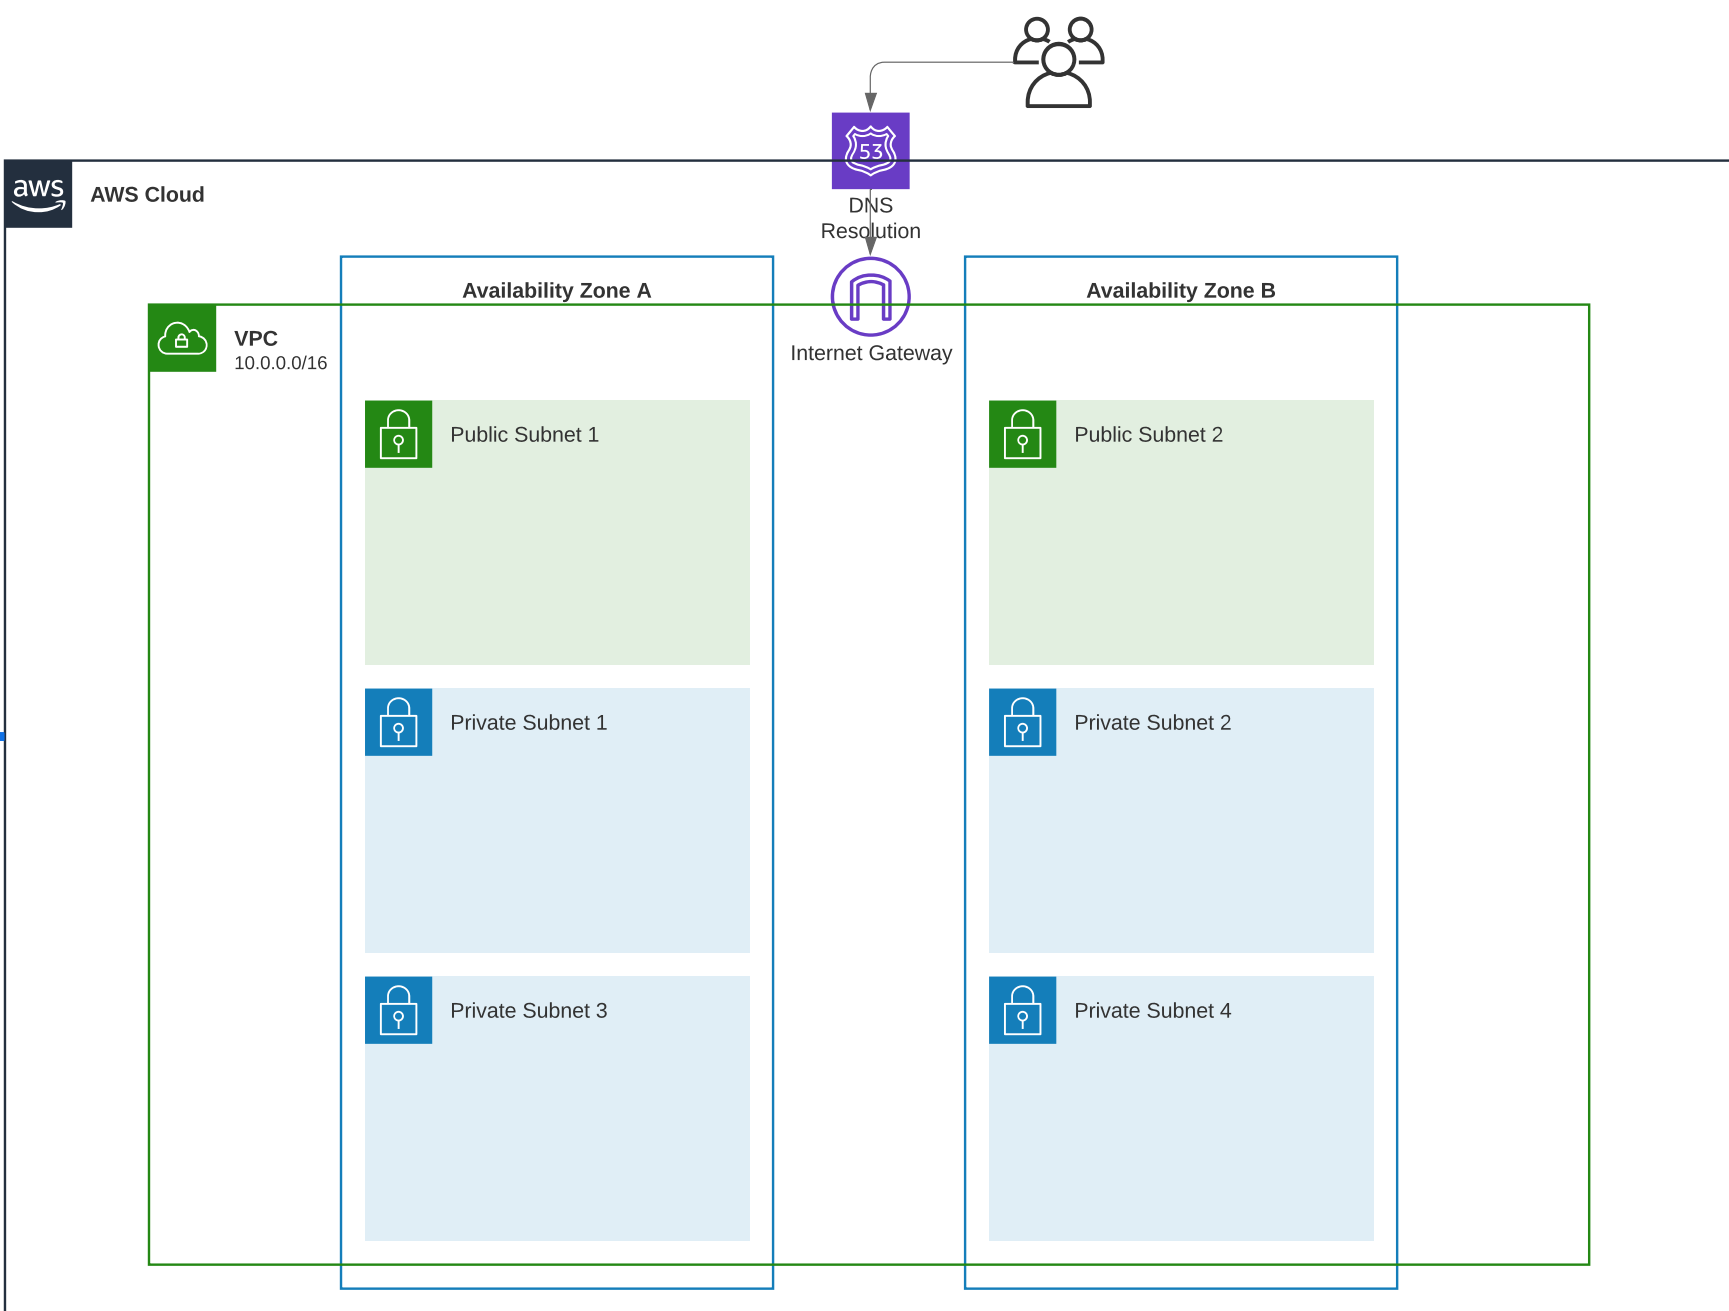 53
aws
AWS Cloud
DNS
Resolution
Availability Zone A
Availability Zone B
VPC
10.0.0.0/16
Internet Gateway
Public Subnet 1
Public Subnet 2
Private Subnet 1
Private Subnet 2
Private Subnet 3
Private Subnet 4